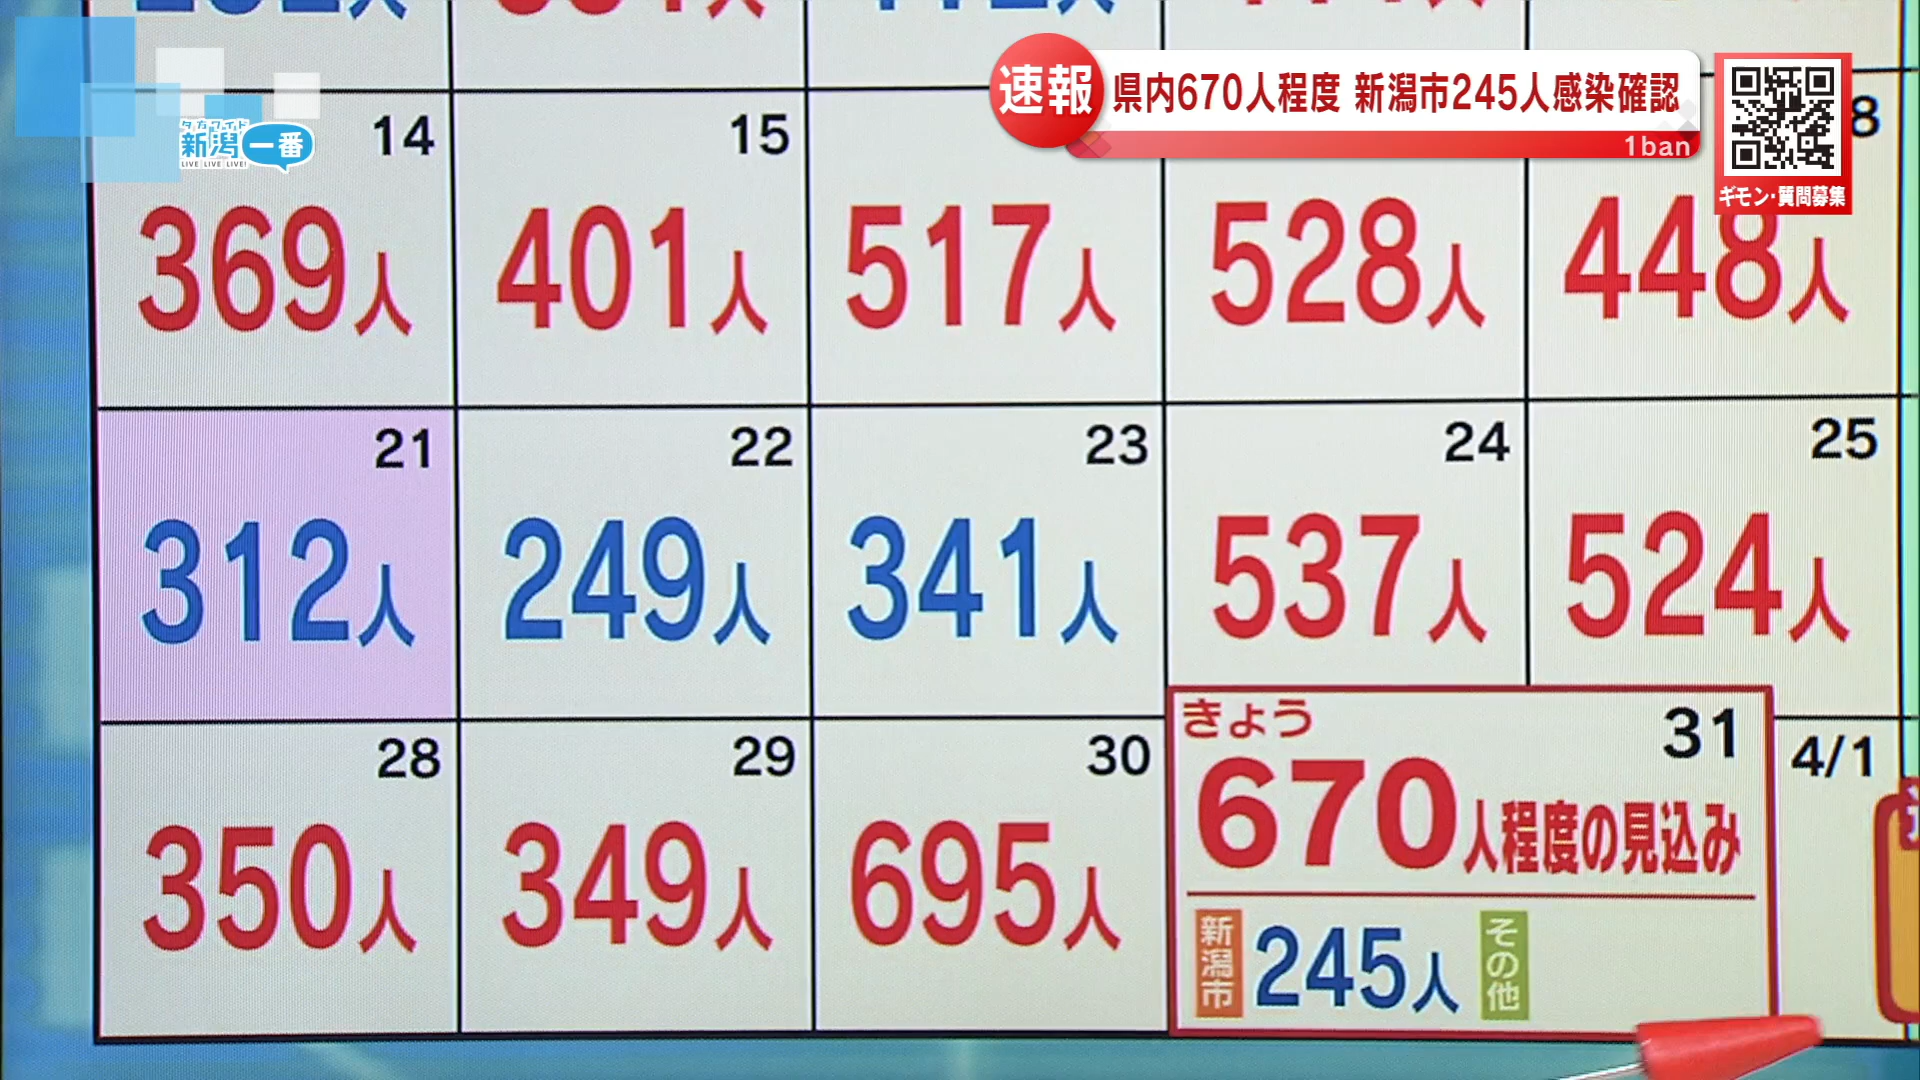 夕方ワイド
新潟一番
LIVE LIVE LIVE!
速報
県内670人程度 新潟市245人感染確認
1ban
ギモン・質問募集
14
15
8
369人
401人
517人
528人
448人
21
22
23
24
25
312人
249人
341人
537人
524人
28
29
30
きょう
31
4/1
350人
349人
695人
670人程度の見込み
新潟市
245人
その他